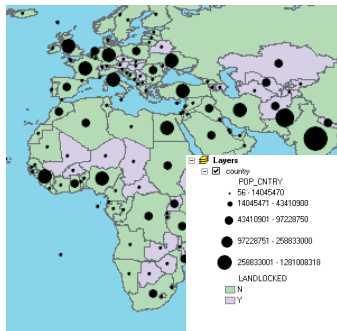 Layers
country
POP_CNTRY
56 - 14045470
14045471 - 43410900
43410901 - 97228750
97228751 - 258833000
258833001 - 1281008318
LANDLOCKED
N
Y